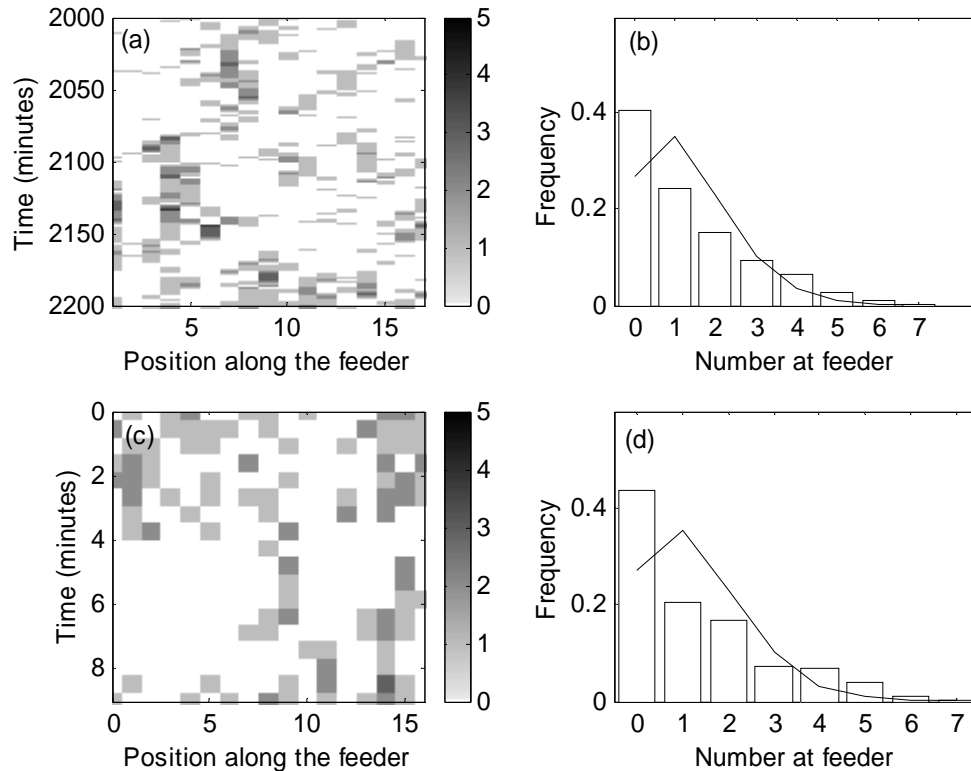 (a)
Time (minutes)
2000
2050
2100
2150
2200
5 10 15
Position along the feeder
5
4
3
2
1
0
(b)
Frequency
0.4
0.2
0
0 1 2 3 4 5 6 7
Number at feeder
(c)
Time (minutes)
0
2
4
6
8
0 5 10 15
Position along the feeder
5
4
3
2
1
0
(d)
Frequency
0.4
0.2
0
0 1 2 3 4 5 6 7
Number at feeder